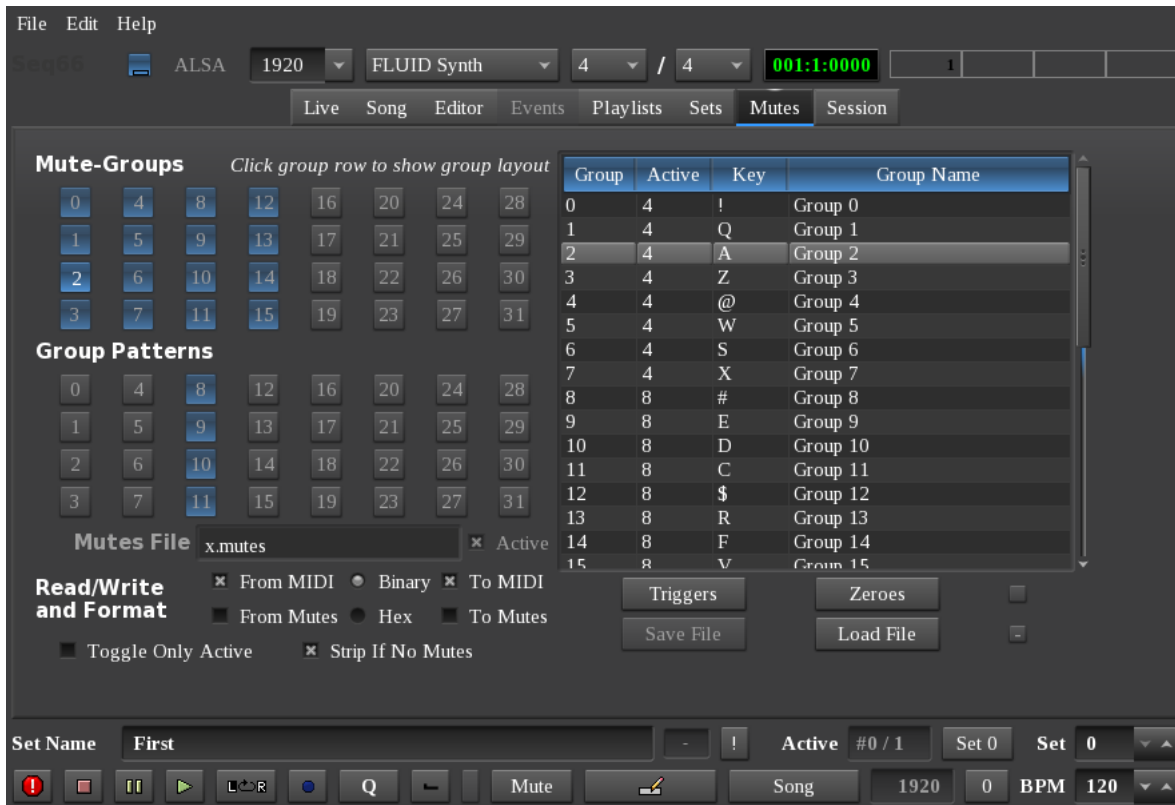 File Edit Help
Seq66 ALSA 1920 FLUID Synth 4 / 4 001:1:0000 1
Live Song Editor Events Playlists Sets Mutes Session
Mute-Groups Click group row to show group layout
0 4 8 12 16 20 24 28
1 5 9 13 17 21 25 29
2 6 10 14 18 22 26 30
3 7 11 15 19 23 27 31
Group Patterns
0 4 8 12 16 20 24 28
1 5 9 13 17 21 25 29
2 6 10 14 18 22 26 30
3 7 11 15 19 23 27 31
Mutes File x.mutes Active
Read/Write and Format
From MIDI Binary To MIDI
From Mutes Hex To Mutes
Toggle Only Active Strip If No Mutes
Group Active Key Group Name
0 4 ! Group 0
1 4 Q Group 1
2 4 A Group 2
3 4 Z Group 3
4 4 @ Group 4
5 4 W Group 5
6 4 S Group 6
7 4 X Group 7
8 8 # Group 8
9 8 E Group 9
10 8 D Group 10
11 8 C Group 11
12 8 $ Group 12
13 8 R Group 13
14 8 F Group 14
15 8 V Group 15
Triggers Zeroes
Save File Load File -
Set Name First - ! Active #0 / 1 Set 0 Set 0
L R Q Mute Song 1920 0 BPM 120